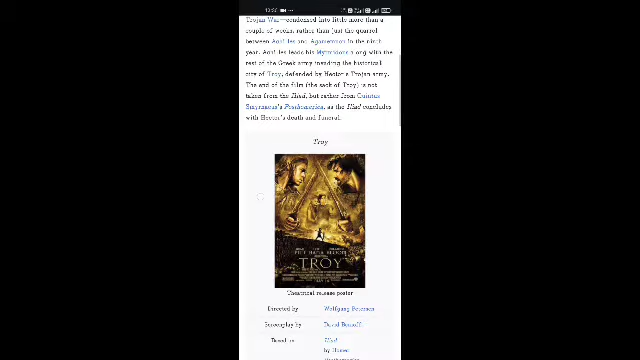 Trojan War—condensed into little more than a
couple of weeks, rather than just the quarrel
between Achilles and Agamemnon in the ninth
year. Achilles leads his Myrmidons along with the
rest of the Greek army invading the historical
city of Troy, defended by Hector's Trojan army.
The end of the film (the sack of Troy) is not
taken from the Iliad, but rather from Quintus
Smyrnaeus's Posthomerica, as the Iliad concludes
with Hector's death and funeral.
Troy
TROY
Theatrical release poster
Directed by Wolfgang Petersen
Screenplay by David Benioff
Based on Iliad
by Homer